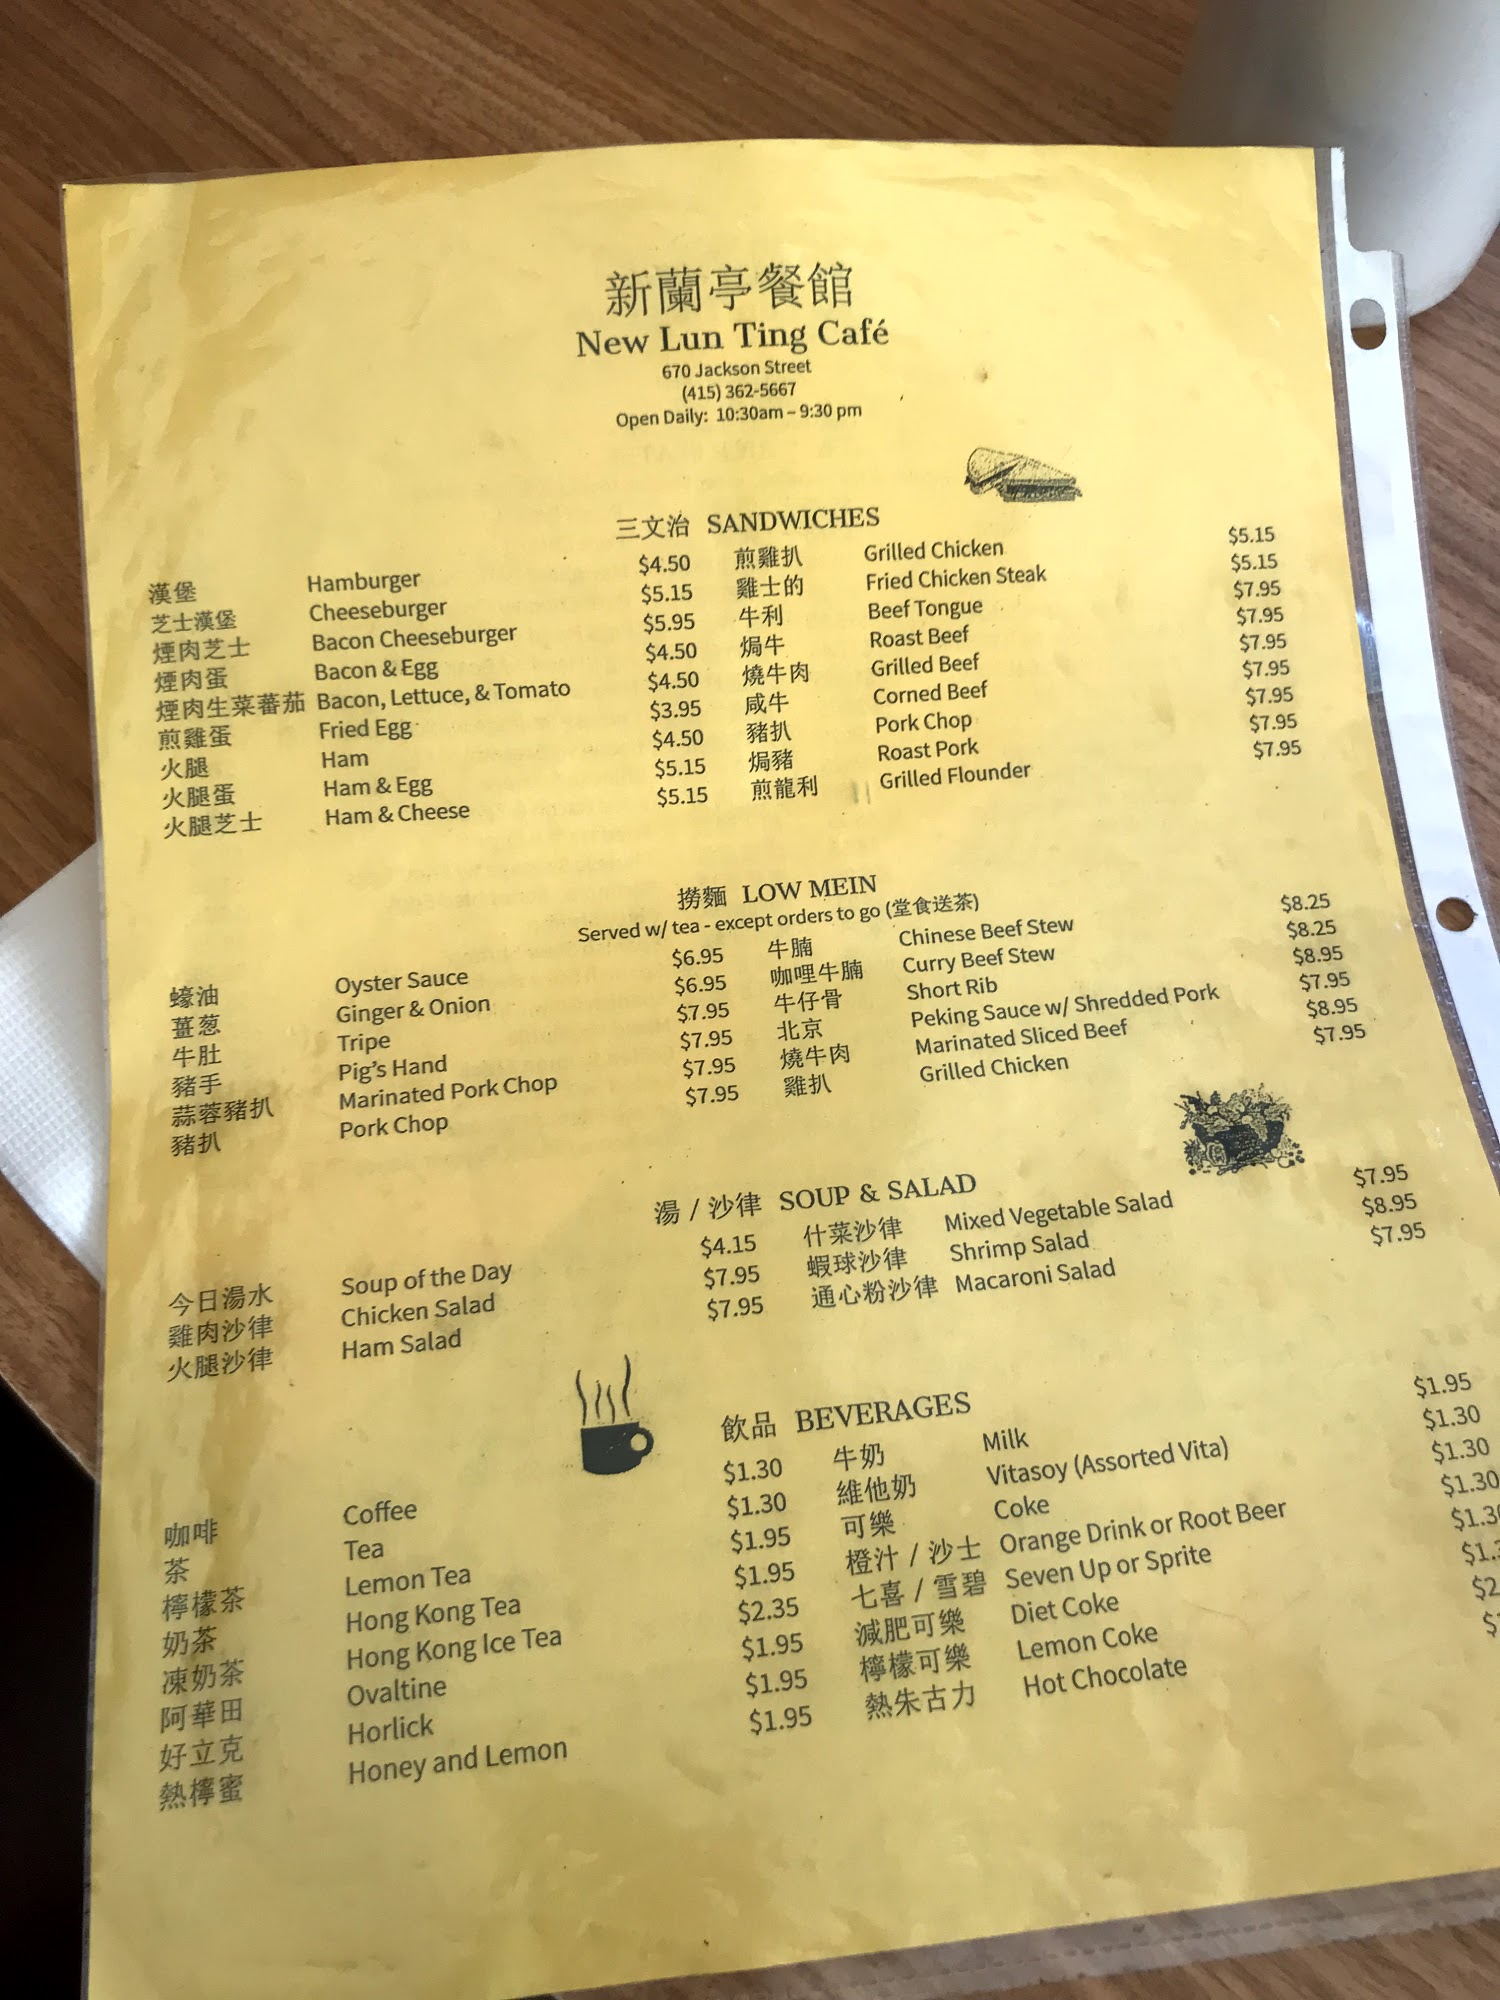 新蘭亭餐館
New Lun Ting Café
670 Jackson Street
(415) 362-5667
Open Daily: 10:30am – 9:30 pm
三文治 SANDWICHES
漢堡 Hamburger $4.50 煎雞扒 Grilled Chicken $5.15
芝士漢堡 Cheeseburger $5.15 雞士的 Fried Chicken Steak $5.15
煙肉芝士 Bacon Cheeseburger $5.95 牛利 Beef Tongue $7.95
煙肉蛋 Bacon & Egg $4.50 焗牛 Roast Beef $7.95
煙肉生菜蕃茄 Bacon, Lettuce, & Tomato $4.50 燒牛肉 Grilled Beef $7.95
煎雞蛋 Fried Egg $3.95 咸牛 Corned Beef $7.95
火腿 Ham $4.50 豬扒 Pork Chop $7.95
火腿蛋 Ham & Egg $5.15 焗豬 Roast Pork $7.95
火腿芝士 Ham & Cheese $5.15 煎龍利 Grilled Flounder $7.95
撈麵 LOW MEIN
Served w/ tea - except orders to go (堂食送茶)
蠔油 Oyster Sauce $6.95 牛腩 Chinese Beef Stew $8.25
薑葱 Ginger & Onion $6.95 咖哩牛腩 Curry Beef Stew $8.25
牛肚 Tripe $7.95 牛仔骨 Short Rib $8.95
豬手 Pig's Hand $7.95 北京 Peking Sauce w/ Shredded Pork $7.95
蒜蓉豬扒 Marinated Pork Chop $7.95 燒牛肉 Marinated Sliced Beef $8.95
豬扒 Pork Chop $7.95 雞扒 Grilled Chicken $7.95
湯 / 沙律 SOUP & SALAD
今日湯水 Soup of the Day $4.15 什菜沙律 Mixed Vegetable Salad $7.95
雞肉沙律 Chicken Salad $7.95 蝦球沙律 Shrimp Salad $8.95
火腿沙律 Ham Salad $7.95 通心粉沙律 Macaroni Salad $7.95
飲品 BEVERAGES
咖啡 Coffee $1.30 牛奶 Milk $1.95
茶 Tea $1.30 維他奶 Vitasoy (Assorted Vita) $1.30
檸檬茶 Lemon Tea $1.95 可樂 Coke $1.30
奶茶 Hong Kong Tea $1.95 橙汁 / 沙士 Orange Drink or Root Beer $1.30
凍奶茶 Hong Kong Ice Tea $2.35 七喜 / 雪碧 Seven Up or Sprite
阿華田 Ovaltine $1.95 減肥可樂 Diet Coke
好立克 Horlick $1.95 檸檬可樂 Lemon Coke
熱檸蜜 Honey and Lemon $1.95 熱朱古力 Hot Chocolate